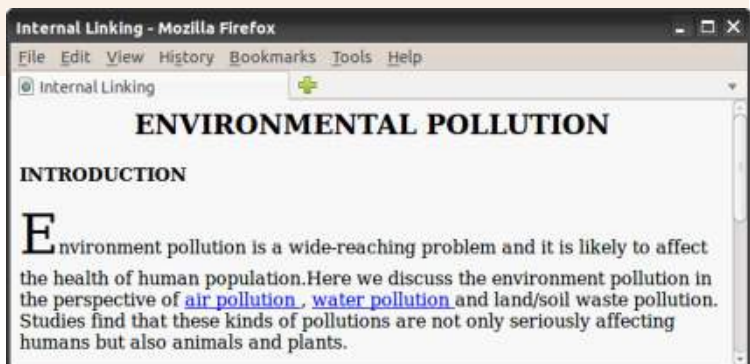 Internal Linking - Mozilla Firefox
File Edit View History Bookmarks Tools Help
Internal Linking
ENVIRONMENTAL POLLUTION
INTRODUCTION
Environment pollution is a wide-reaching problem and it is likely to affect
the health of human population.Here we discuss the environment pollution in
the perspective of air pollution , water pollution and land/soil waste pollution.
Studies find that these kinds of pollutions are not only seriously affecting
humans but also animals and plants.